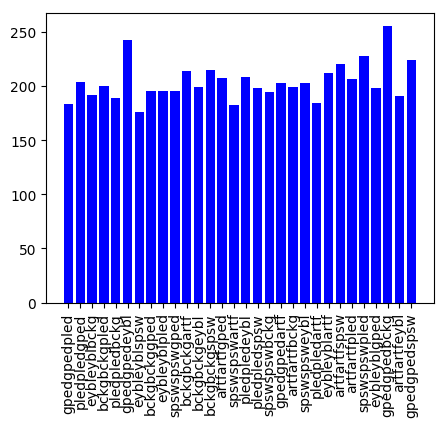 250
200
150
100
50
0
gpedgpedpled
pledpledgped
eybleyblbckg
bckgbckgpled
pledpledbckg
gpedgpedeybl
eybleyblspsw
bckgbckggped
eybleyblpled
spswspswgped
bckgbckgartf
bckgbckgeybl
bckgbckgspsw
artfartfgped
spswspswartf
pledpledeybl
pledpledspsw
spswspswbckg
gpedgpedartf
artfartfbckg
spswspsweybl
pledpledartf
eybleyblartf
artfartfspsw
artfartfpled
spswspswpled
eybleyblgped
gpedgpedbckg
artfartfeybl
gpedgpedspsw